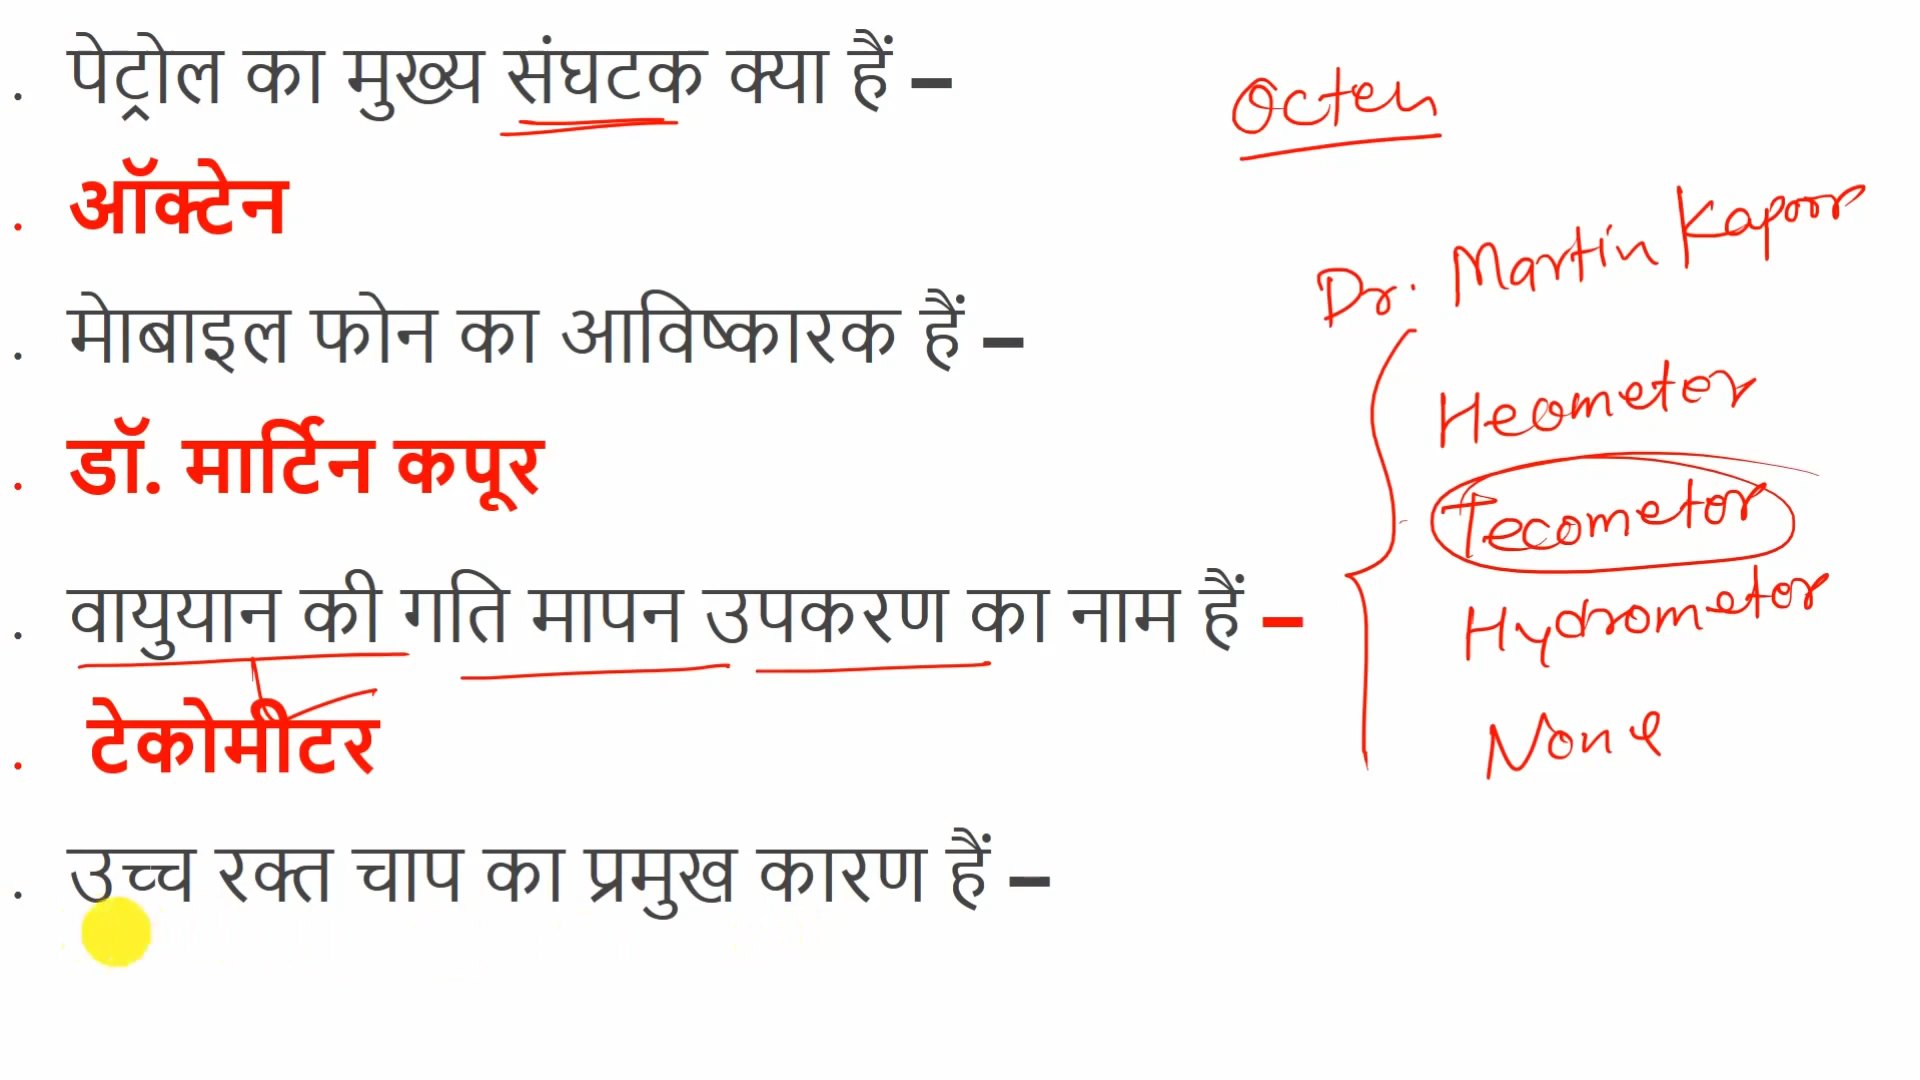 . पेट्रोल का मुख्य संघटक क्या हैं –
. ऑक्टेन
. मेाबाइल फोन का आविष्कारक हैं –
. डॉ. मार्टिन कपूर
. वायुयान की गति मापन उपकरण का नाम हैं –
. टेकोमीटर
. उच्च रक्त चाप का प्रमुख कारण हैं –
Octen
Dr. Martin Kapoor
Heometer
Tecometor
Hydrometor
None